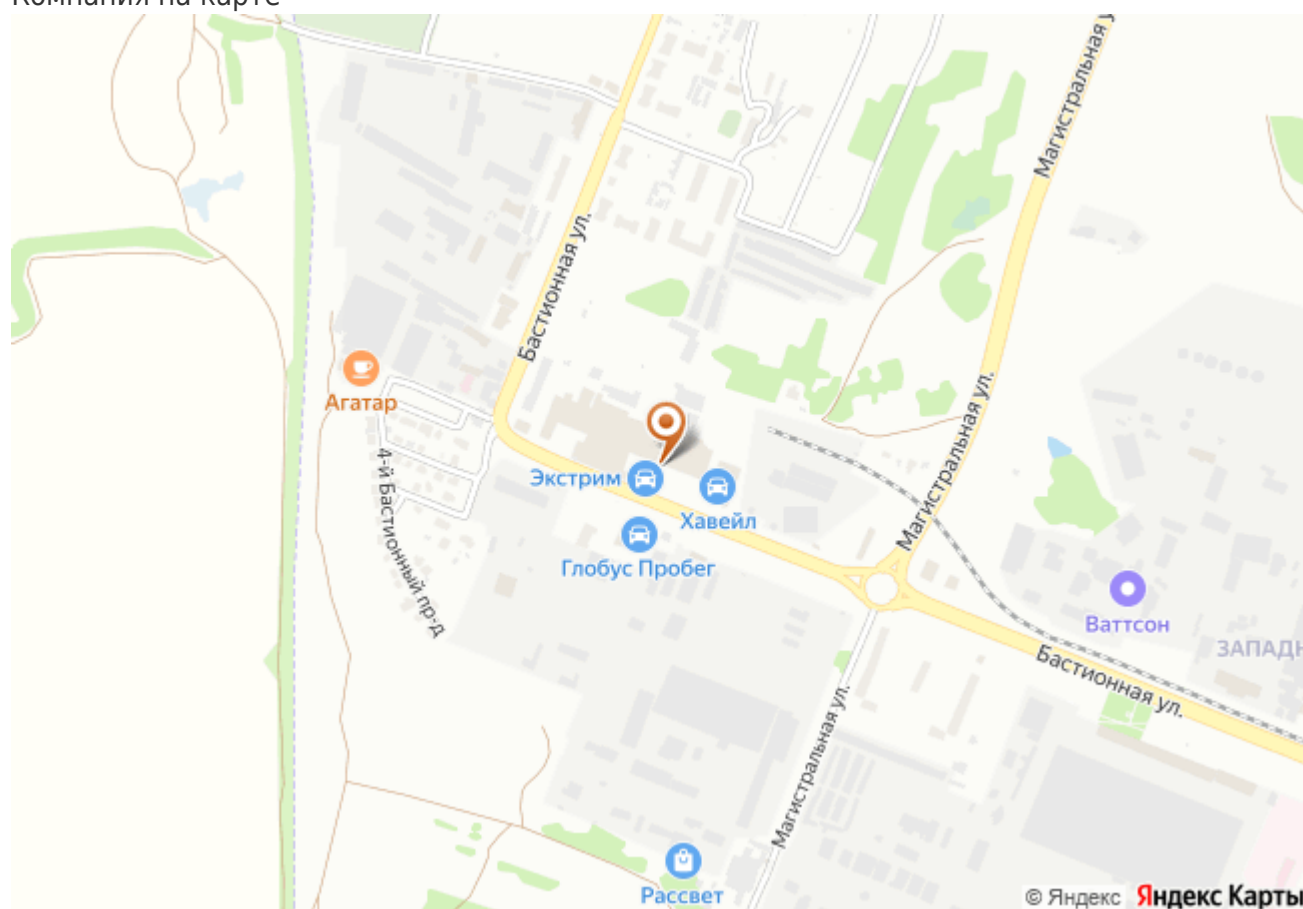 Компания на карте
Магистральная у
Магистральная ул.
Бастионная ул.
Агатар
4-й Бастионный пр-д
Экстрим
Хавейл
Глобус Пробег
Магистральная ул.
Ваттсон
ЗАПАДН
Бастионная ул.
Рассвет
© Яндекс Яндекс Карты